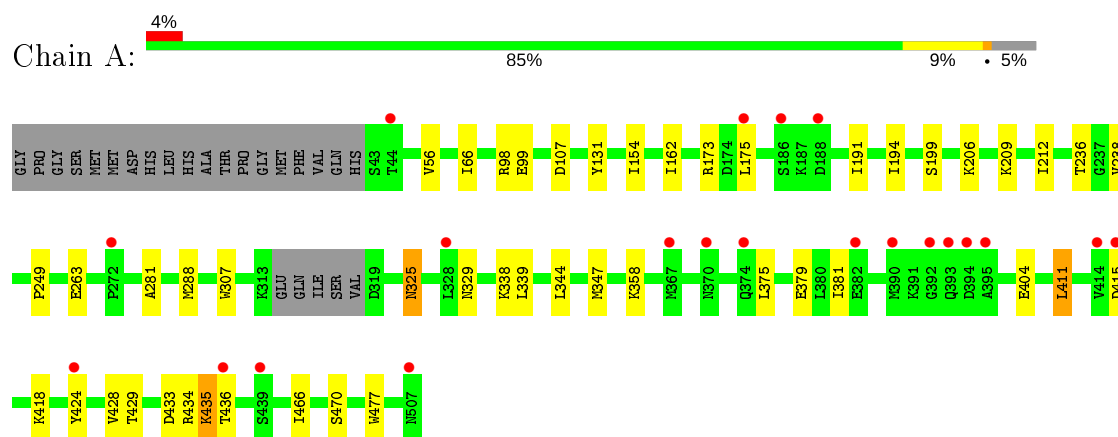 4%
Chain A:
85% 9% • 5%
GLY PRO GLY SER MET MET ASP HIS LEU HIS ALA THR PRO GLY MET PHE VAL GLN HIS S43 T44 V56 I66 R98 E99 D107 Y131 I154 I162 R173 D174 L175 S186 K187 D188 I191 I194 S199 K206 K209 I212 T236 G237 V238
P249 E263 P272 A281 M288 W307 K313 GLU GLN ILE SER VAL D319 N325 L328 N329 K338 L339 L344 M347 K358 M367 N370 Q374 L375 E379 L380 I381 E382 M390 K391 G392 Q393 D394 A395 E404 L411 V414 D415
K418 Y424 V428 T429 D433 R434 K435 T436 S439 I466 S470 W477 N507